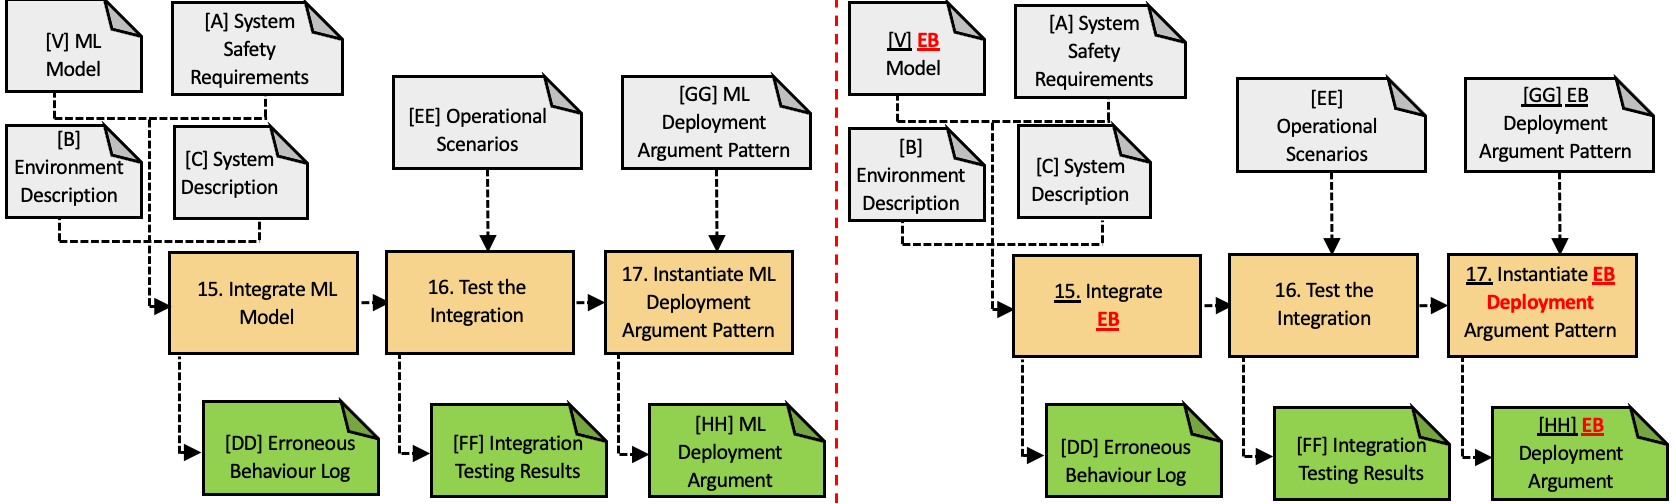 [V] ML
Model
[A] System
Safety
Requirements
[B]
Environment
Description
[C] System
Description
[EE] Operational
Scenarios
[GG] ML
Deployment
Argument Pattern
15. Integrate ML
Model
16. Test the
Integration
17. Instantiate ML
Deployment
Argument Pattern
[DD] Erroneous
Behaviour Log
[FF] Integration
Testing Results
[HH] ML
Deployment
Argument
[V] EB
Model
[A] System
Safety
Requirements
[B]
Environment
Description
[C] System
Description
[EE]
Operational
Scenarios
[GG] EB
Deployment
Argument Pattern
15. Integrate
EB
16. Test the
Integration
17. Instantiate EB
Deployment
Argument Pattern
[DD] Erroneous
Behaviour Log
[FF] Integration
Testing Results
[HH] EB
Deployment
Argument